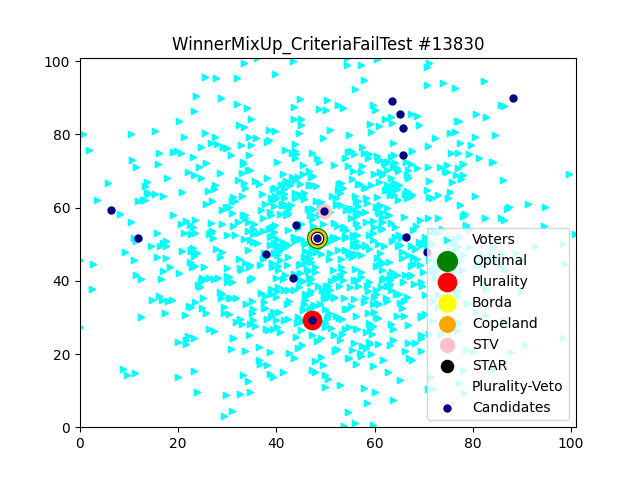 WinnerMixUp_CriteriaFailTest #13830
100
80
60
40
20
0
0
20
40
60
80
100
Voters
Optimal
Plurality
Borda
Copeland
STV
STAR
Plurality-Veto
Candidates